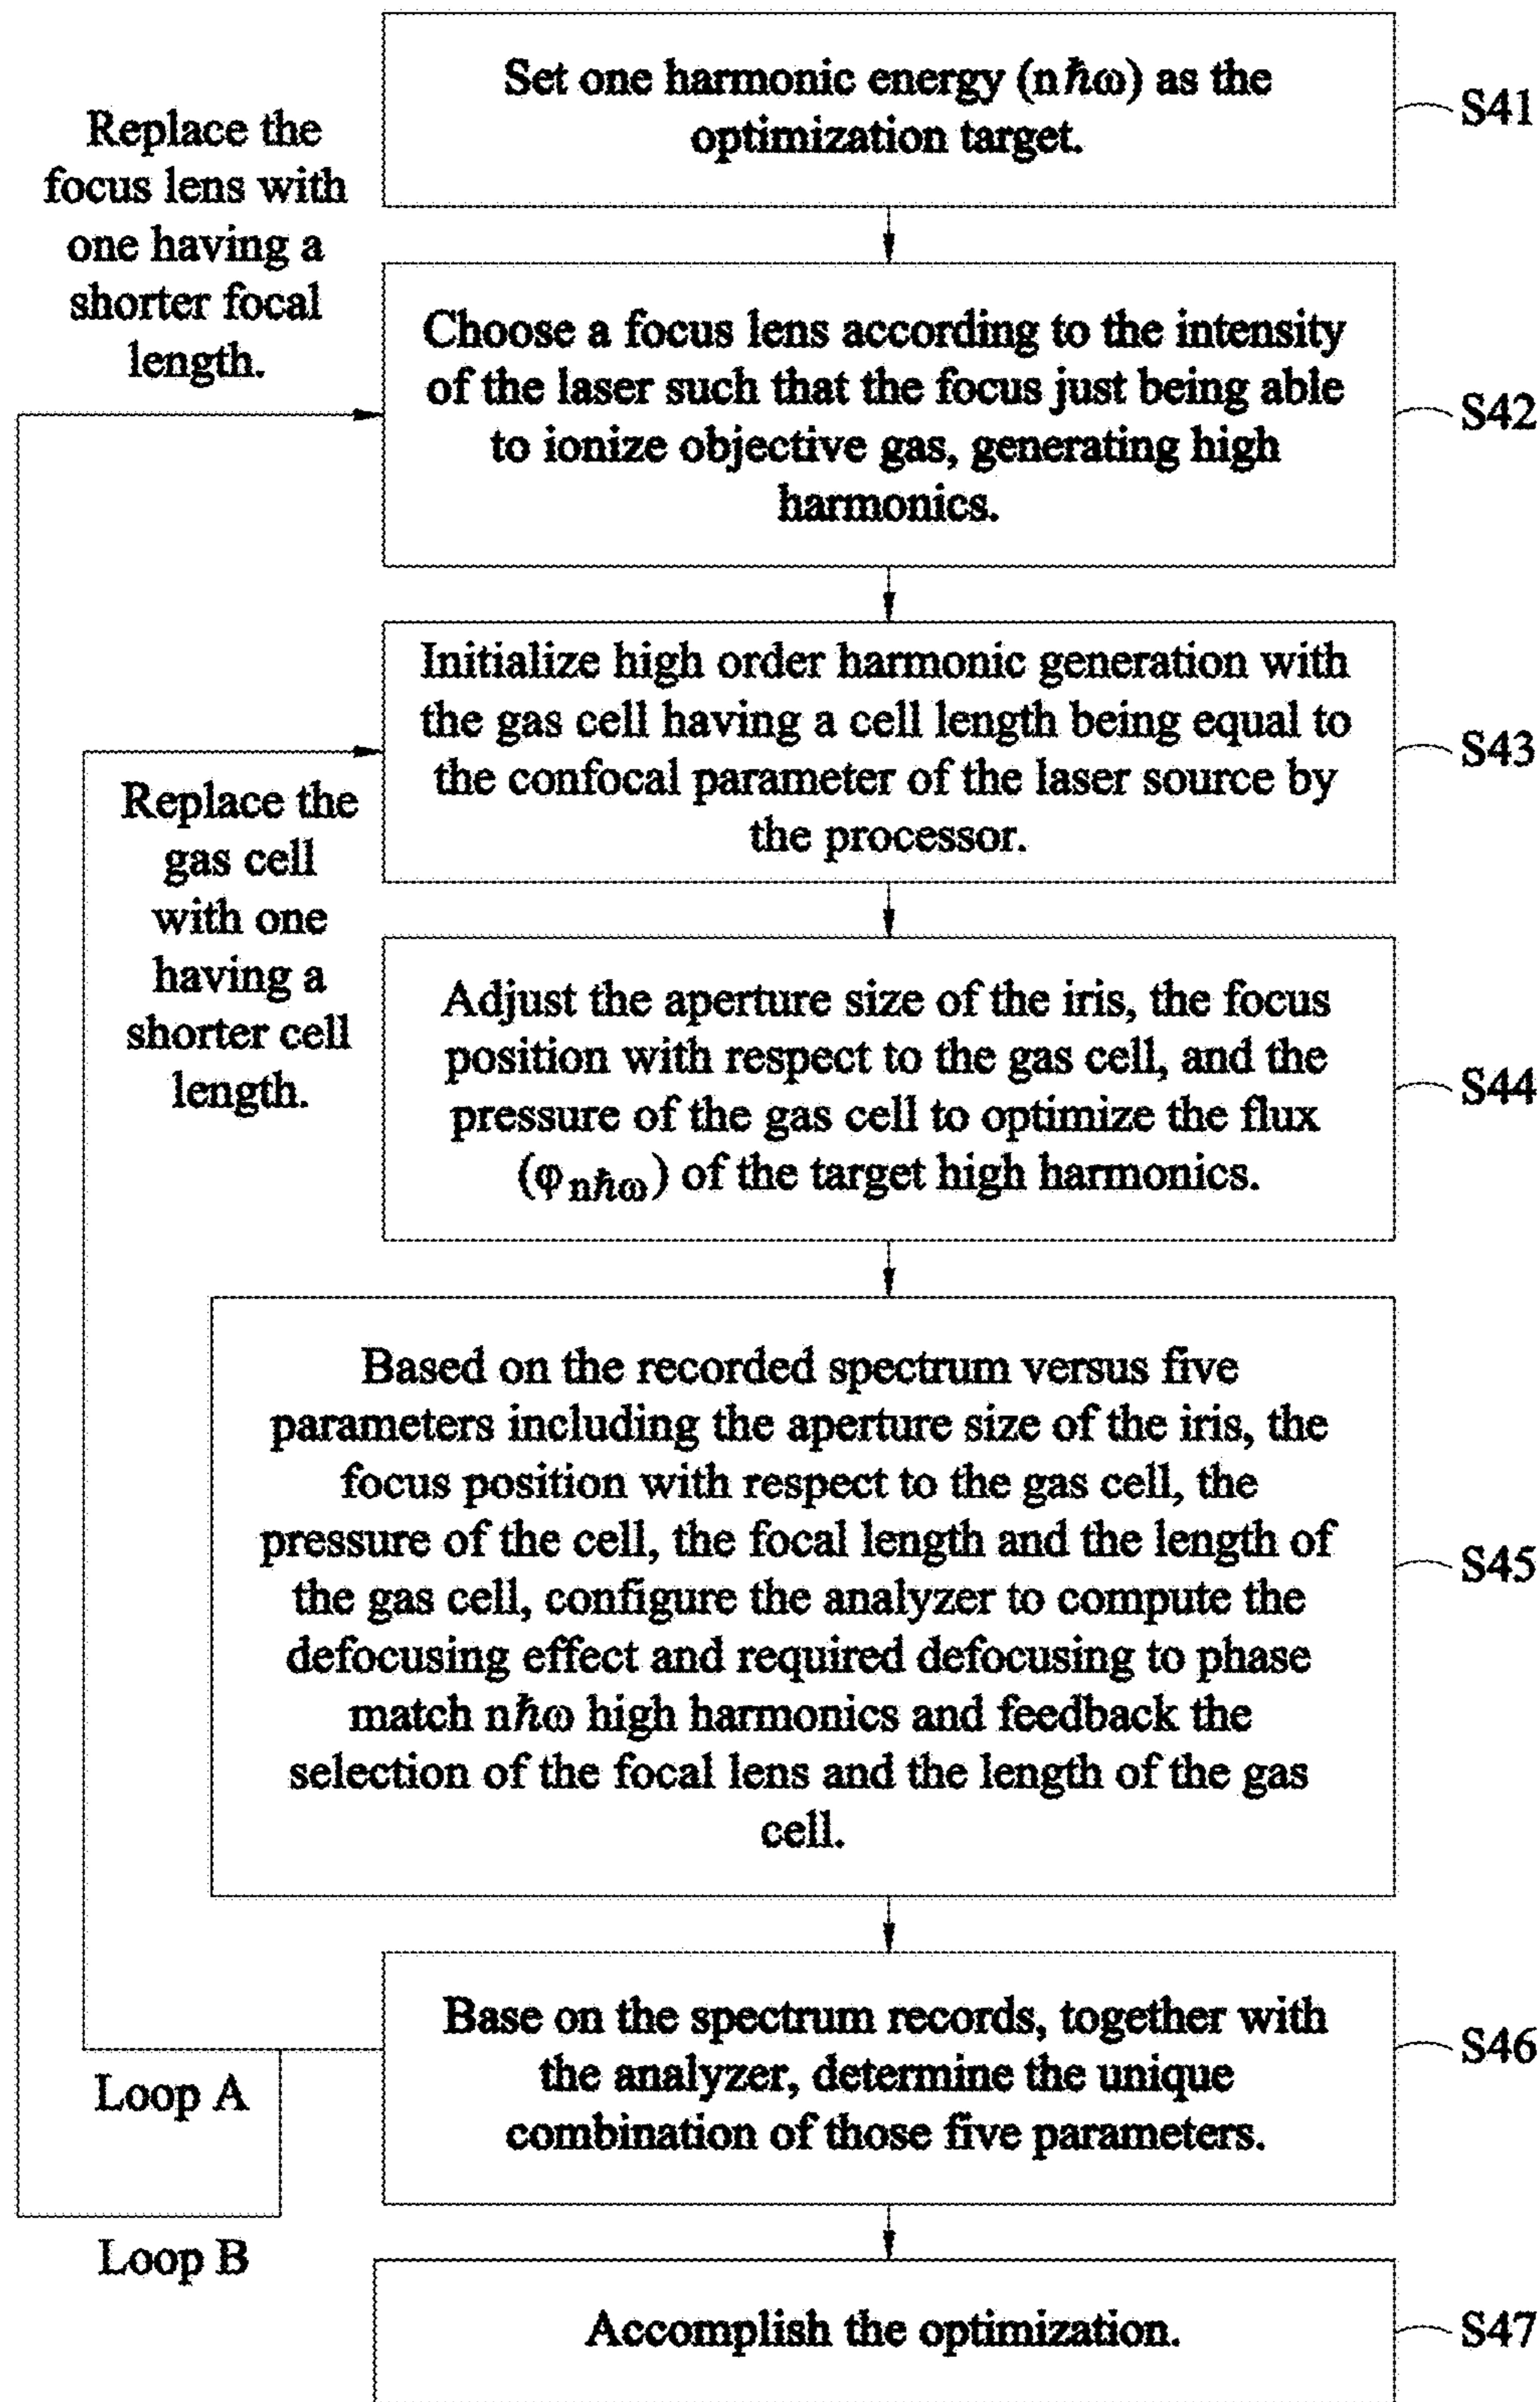 Set one harmonic energy (nℏω) as the
optimization target.
S41
Replace the
focus lens with
one having a
shorter focal
length.
Choose a focus lens according to the intensity
of the laser such that the focus just being able
to ionize objective gas, generating high
harmonics.
S42
Initialize high order harmonic generation with
the gas cell having a cell length being equal to
the confocal parameter of the laser source by
the processor.
S43
Replace the
gas cell
with one
having a
shorter cell
length.
Adjust the aperture size of the iris, the focus
position with respect to the gas cell, and the
pressure of the gas cell to optimize the flux
(φnℏω) of the target high harmonics.
S44
Based on the recorded spectrum versus five
parameters including the aperture size of the iris, the
focus position with respect to the gas cell, the
pressure of the cell, the focal length and the length of
the gas cell, configure the analyzer to compute the
defocusing effect and required defocusing to phase
match nℏω high harmonics and feedback the
selection of the focal lens and the length of the gas
cell.
S45
Base on the spectrum records, together with
the analyzer, determine the unique
combination of those five parameters.
S46
Loop A
Loop B
Accomplish the optimization.
S47